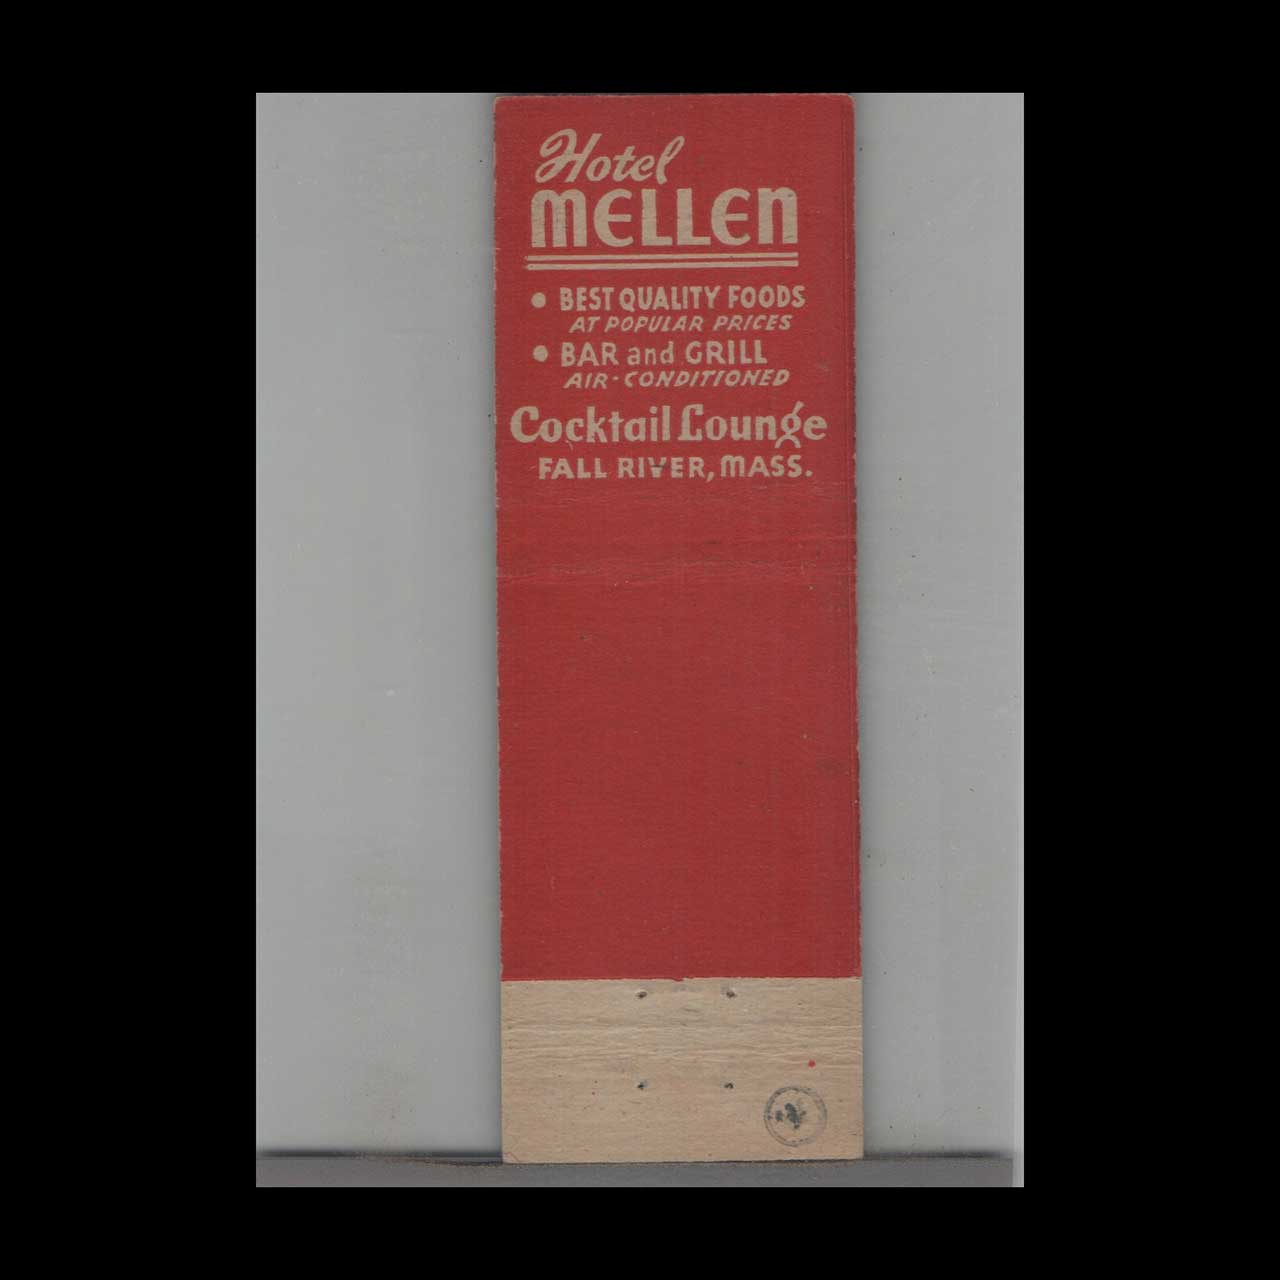 Hotel
MELLEN
• BEST QUALITY FOODS
AT POPULAR PRICES
• BAR and GRILL
AIR-CONDITIONED
Cocktail Lounge
FALL RIVER, MASS.